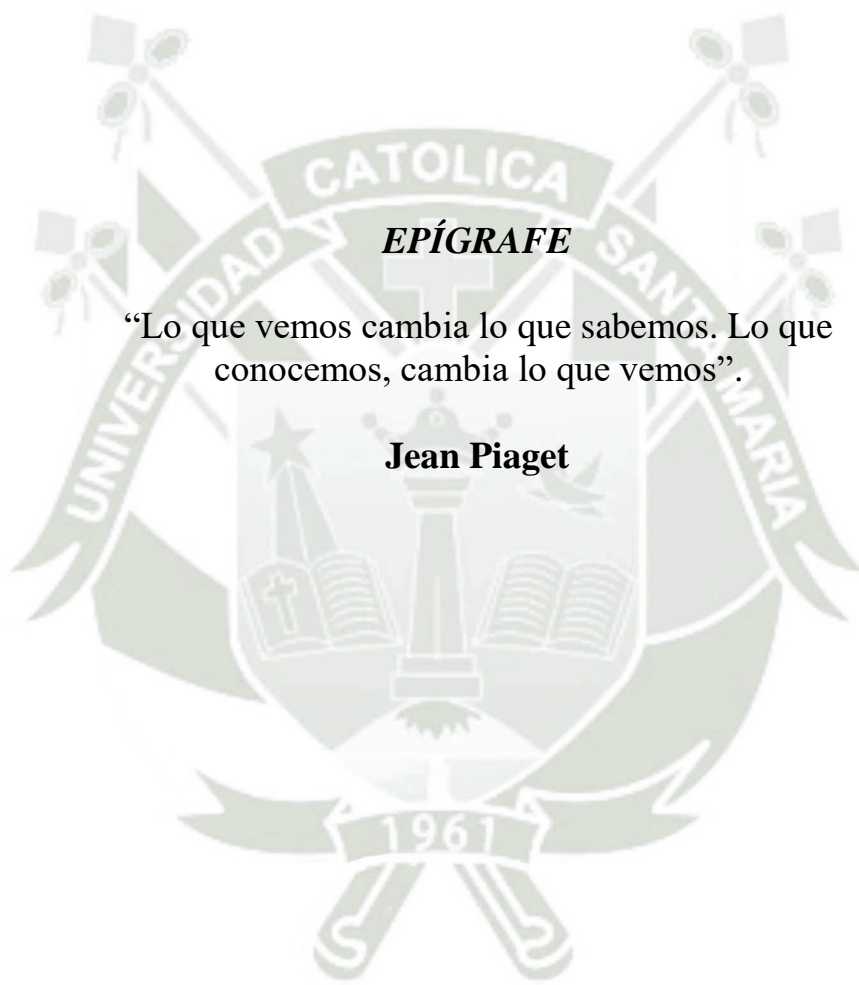 EPÍGRAFE
“Lo que vemos cambia lo que sabemos. Lo que
conocemos, cambia lo que vemos”.
Jean Piaget
UNIVERSIDAD CATOLICA SANTA MARIA
1961